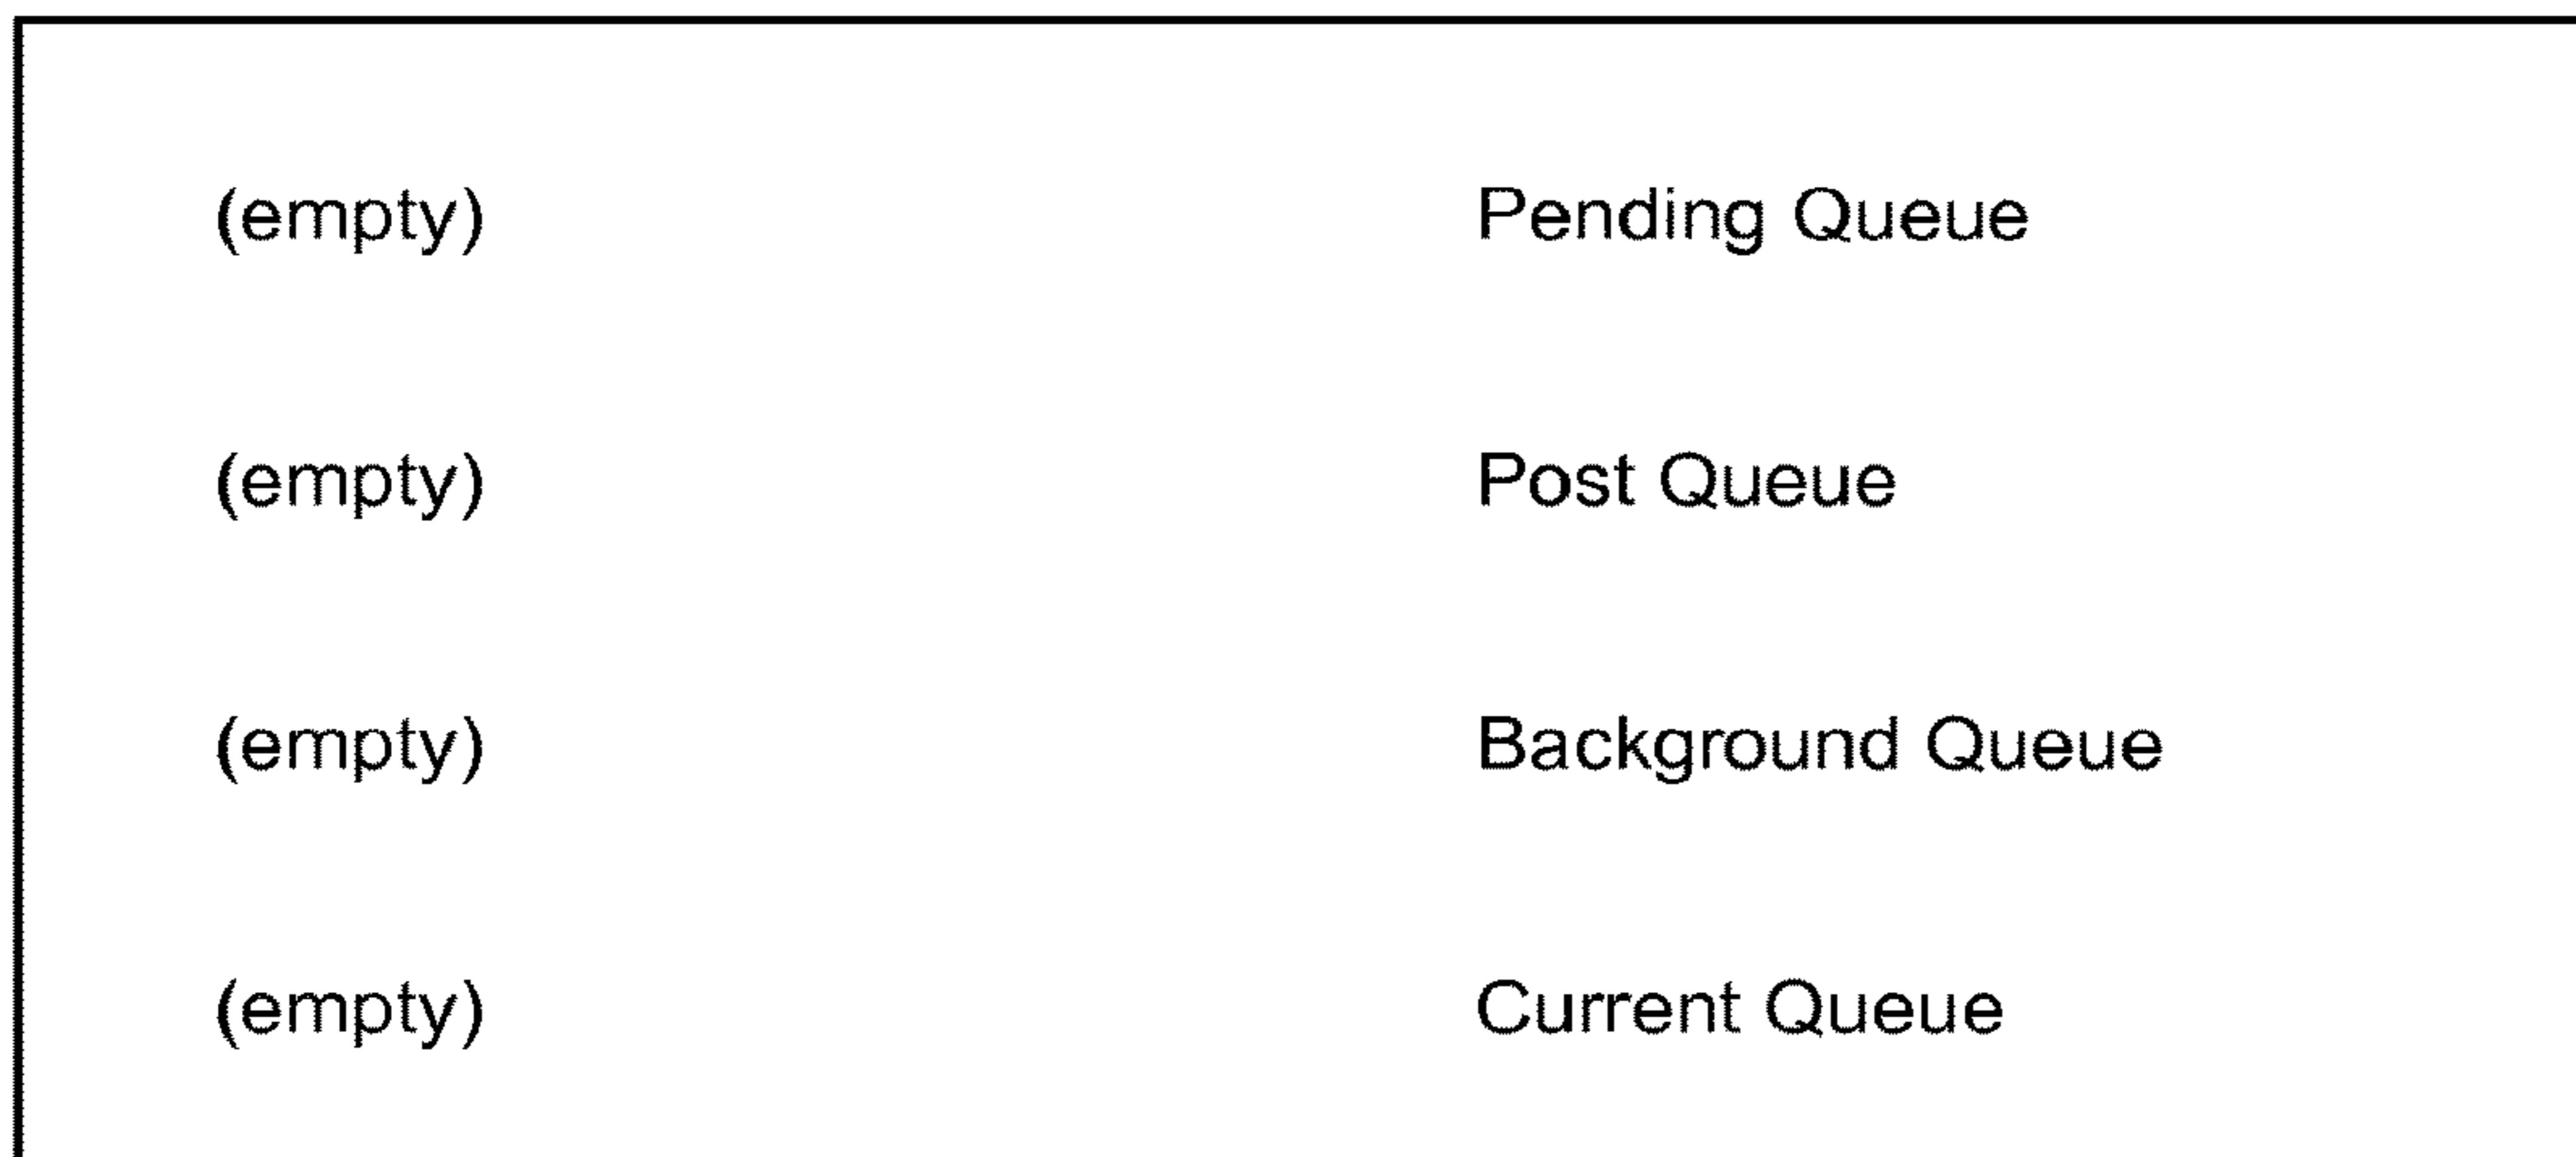 (empty) Pending Queue
(empty) Post Queue
(empty) Background Queue
(empty) Current Queue